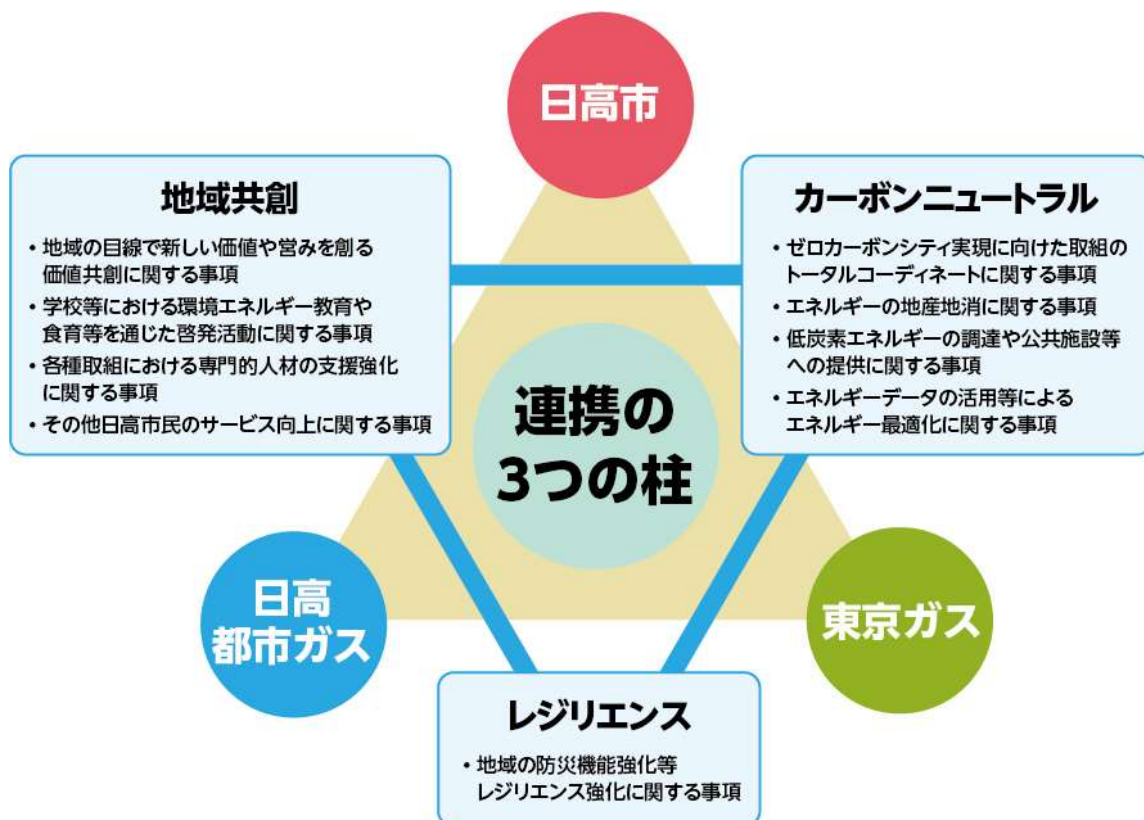 日高市
地域共創
・地域の目線で新しい価値や営みを創る
価値共創に関する事項
・学校等における環境エネルギー教育や
食育等を通じた啓発活動に関する事項
・各種取組における専門的人材の支援強化
に関する事項
・その他日高市民のサービス向上に関する事項
カーボンニュートラル
・ゼロカーボンシティ実現に向けた取組の
トータルコーディネートに関する事項
・エネルギーの地産地消に関する事項
・低炭素エネルギーの調達や公共施設等
への提供に関する事項
・エネルギーデータの活用等による
エネルギー最適化に関する事項
連携の
3つの柱
日高
都市ガス
東京ガス
レジリエンス
・地域の防災機能強化等
レジリエンス強化に関する事項